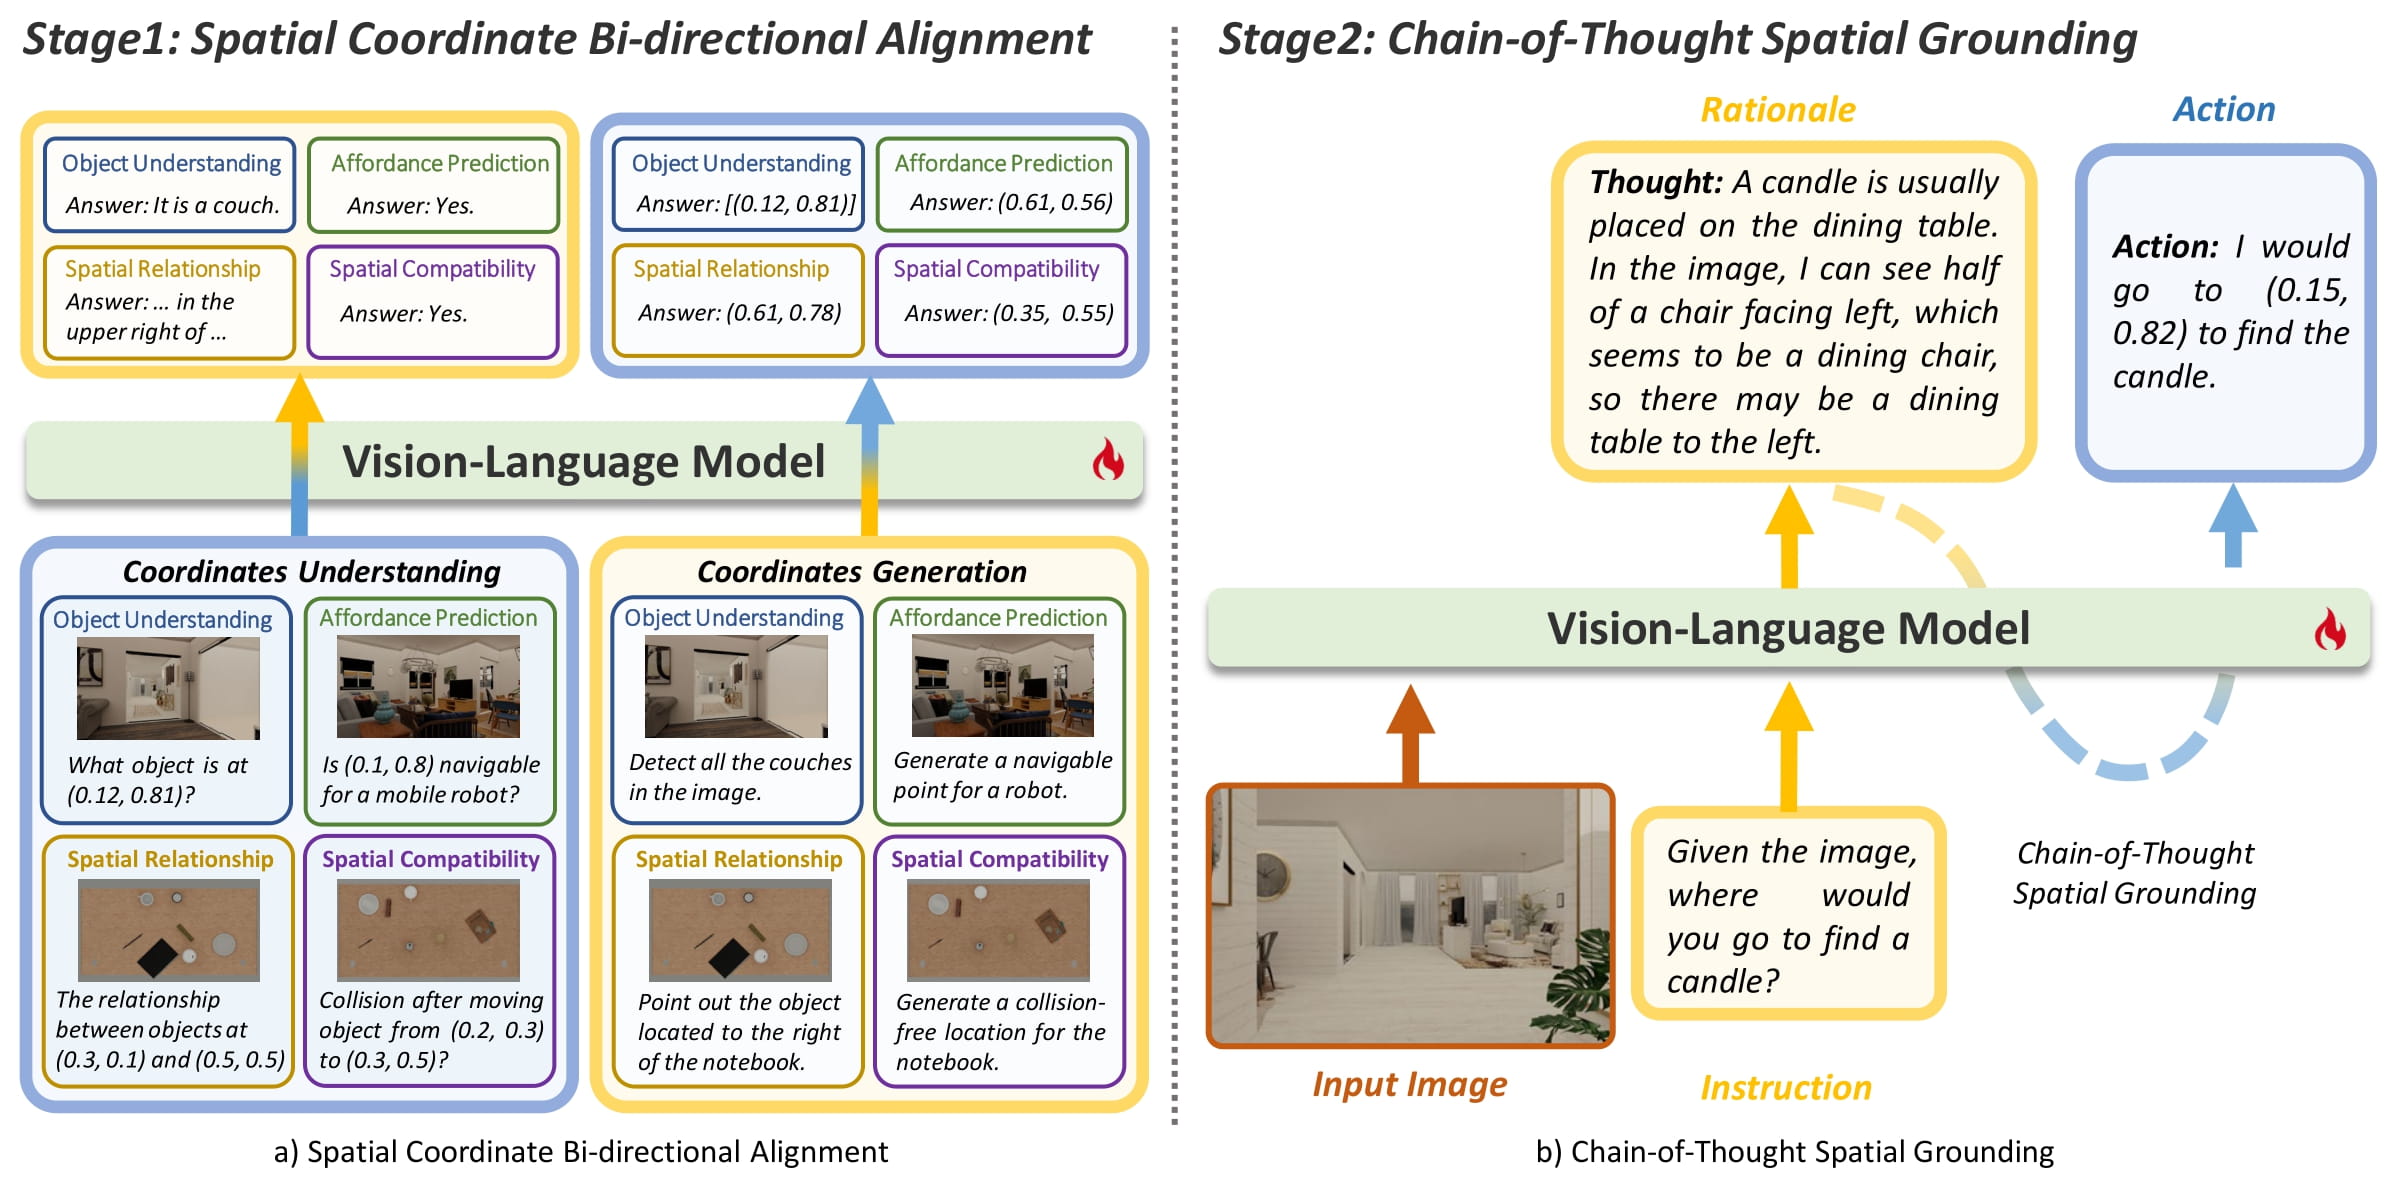 Stage1: Spatial Coordinate Bi-directional Alignment
Object Understanding
Answer: It is a couch.
Affordance Prediction
Answer: Yes.
Spatial Relationship
Answer: ... in the
upper right of ...
Spatial Compatibility
Answer: Yes.
Object Understanding
Answer: [(0.12, 0.81)]
Affordance Prediction
Answer: (0.61, 0.56)
Spatial Relationship
Answer: (0.61, 0.78)
Spatial Compatibility
Answer: (0.35, 0.55)
Vision-Language Model
Coordinates Understanding
Object Understanding
What object is at
(0.12, 0.81)?
Affordance Prediction
Is (0.1, 0.8) navigable
for a mobile robot?
Spatial Relationship
The relationship
between objects at
(0.3, 0.1) and (0.5, 0.5)
Spatial Compatibility
Collision after moving
object from (0.2, 0.3)
to (0.3, 0.5)?
Coordinates Generation
Object Understanding
Detect all the couches
in the image.
Affordance Prediction
Generate a navigable
point for a robot.
Spatial Relationship
Point out the object
located to the right
of the notebook.
Spatial Compatibility
Generate a collision-
free location for the
notebook.
a) Spatial Coordinate Bi-directional Alignment
Stage2: Chain-of-Thought Spatial Grounding
Rationale
Thought: A candle is usually
placed on the dining table.
In the image, I can see half
of a chair facing left, which
seems to be a dining chair,
so there may be a dining
table to the left.
Action
Action: I would
go to (0.15,
0.82) to find the
candle.
Vision-Language Model
Input Image
Given the image,
where would
you go to find a
candle?
Instruction
Chain-of-Thought
Spatial Grounding
b) Chain-of-Thought Spatial Grounding